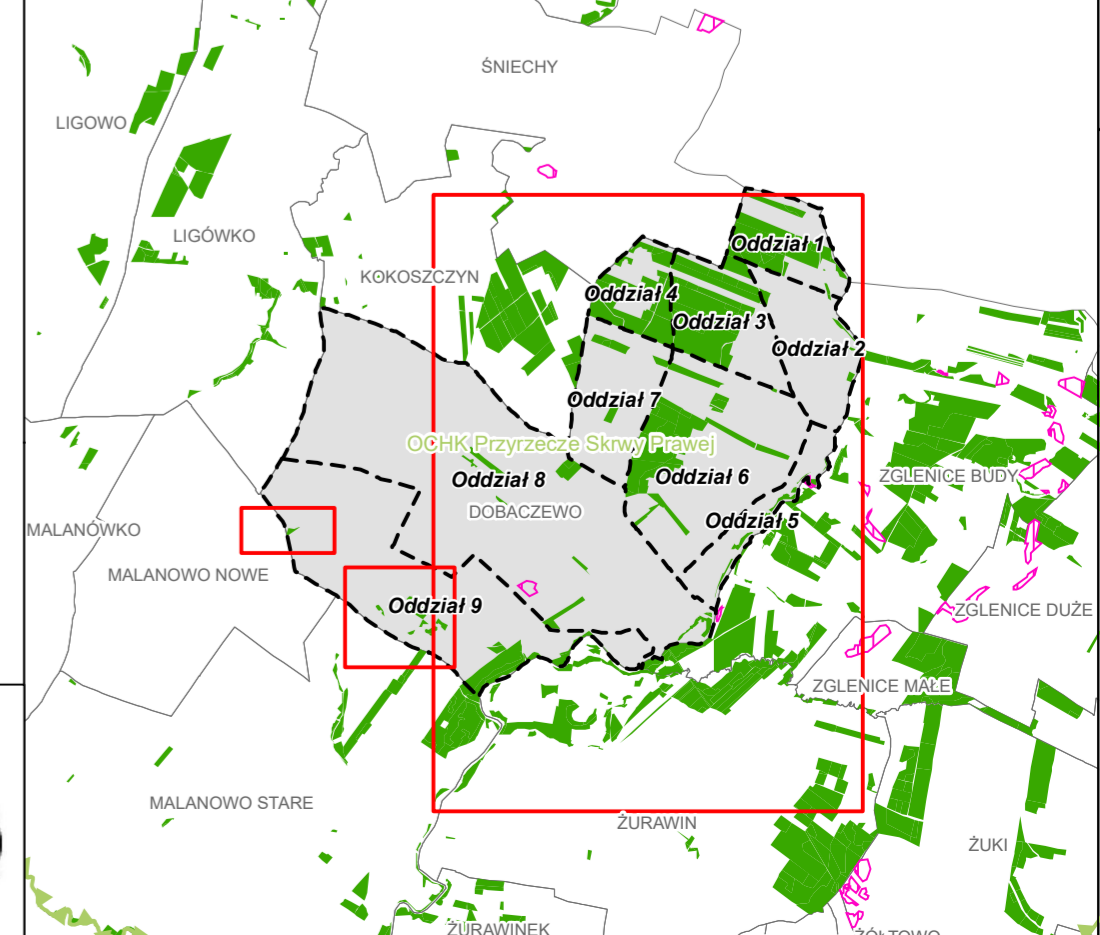 ŚNIECHY
LIGOWO
LIGÓWKO
Oddział 1
KOKOSZCZYN
Oddział 4
Oddział 3
Oddział 2
Oddział 7
OCHK Przyrzecze Skrwy Prawej
Oddział 8
Oddział 6
ZGLENICE BUDY
DOBACZEWO
Oddział 5
MALANÓWKO
MALANOWO NOWE
Oddział 9
ZGLENICE DUŻE
ZGLENICE MAŁE
MALANOWO STARE
ŻURAWIN
ŻUKI
ŻURAWINEK